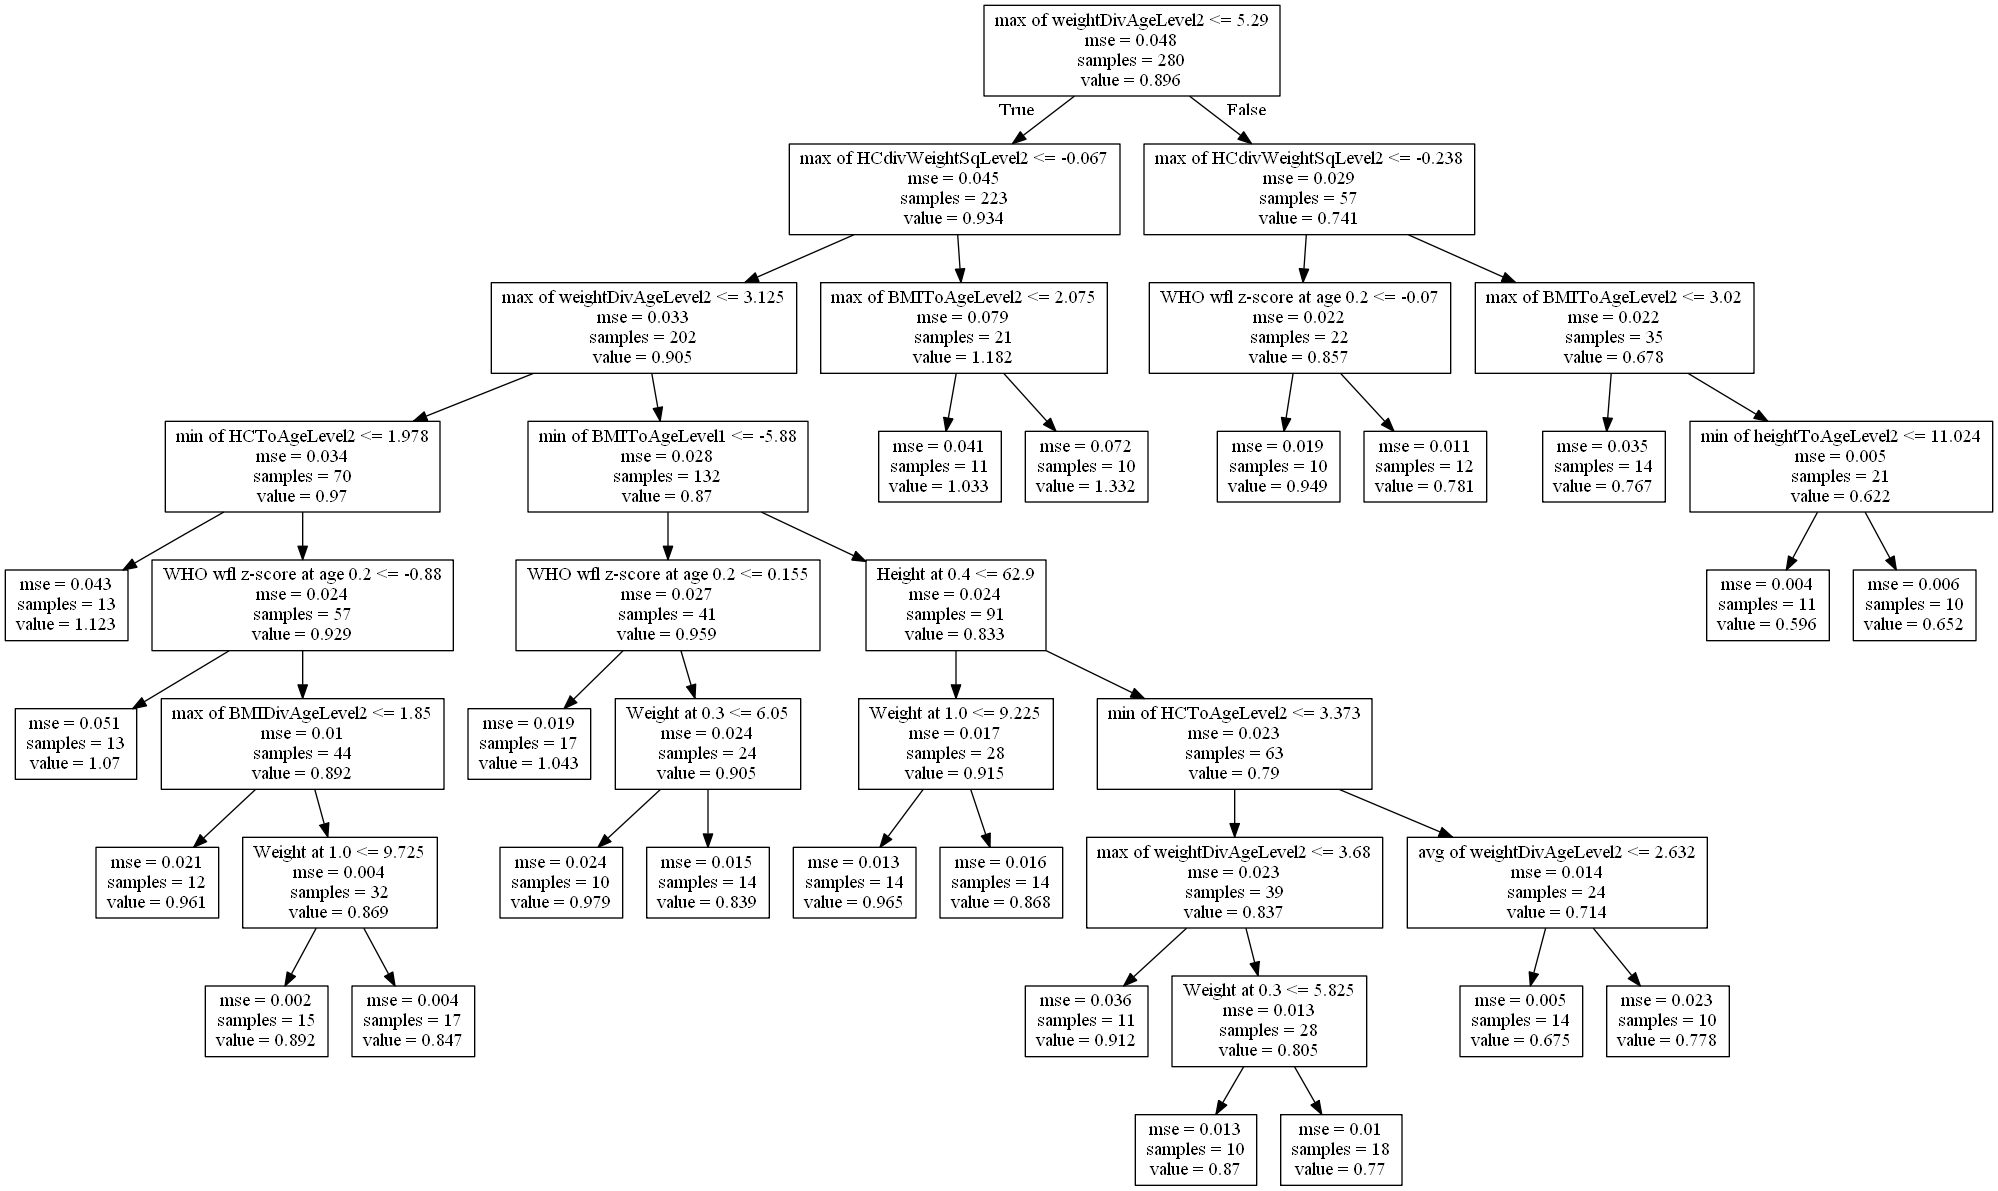 max of weightDivAgeLevel2 <= 5.29
mse = 0.048
samples = 280
value = 0.896
True
False
max of HCdivWeightSqLevel2 <= -0.067
mse = 0.045
samples = 223
value = 0.934
max of HCdivWeightSqLevel2 <= -0.238
mse = 0.029
samples = 57
value = 0.741
max of weightDivAgeLevel2 <= 3.125
mse = 0.033
samples = 202
value = 0.905
max of BMIToAgeLevel2 <= 2.075
mse = 0.079
samples = 21
value = 1.182
WHO wfl z-score at age 0.2 <= -0.07
mse = 0.022
samples = 22
value = 0.857
max of BMIToAgeLevel2 <= 3.02
mse = 0.022
samples = 35
value = 0.678
min of HCToAgeLevel2 <= 1.978
mse = 0.034
samples = 70
value = 0.97
min of BMIToAgeLevel1 <= -5.88
mse = 0.028
samples = 132
value = 0.87
mse = 0.041
samples = 11
value = 1.033
mse = 0.072
samples = 10
value = 1.332
mse = 0.019
samples = 10
value = 0.949
mse = 0.011
samples = 12
value = 0.781
mse = 0.035
samples = 14
value = 0.767
min of heightToAgeLevel2 <= 11.024
mse = 0.005
samples = 21
value = 0.622
mse = 0.043
samples = 13
value = 1.123
WHO wfl z-score at age 0.2 <= -0.88
mse = 0.024
samples = 57
value = 0.929
WHO wfl z-score at age 0.2 <= 0.155
mse = 0.027
samples = 41
value = 0.959
Height at 0.4 <= 62.9
mse = 0.024
samples = 91
value = 0.833
mse = 0.004
samples = 11
value = 0.596
mse = 0.006
samples = 10
value = 0.652
mse = 0.051
samples = 13
value = 1.07
max of BMIDivAgeLevel2 <= 1.85
mse = 0.01
samples = 44
value = 0.892
mse = 0.019
samples = 17
value = 1.043
Weight at 0.3 <= 6.05
mse = 0.024
samples = 24
value = 0.905
Weight at 1.0 <= 9.225
mse = 0.017
samples = 28
value = 0.915
min of HCToAgeLevel2 <= 3.373
mse = 0.023
samples = 63
value = 0.79
mse = 0.021
samples = 12
value = 0.961
Weight at 1.0 <= 9.725
mse = 0.004
samples = 32
value = 0.869
mse = 0.024
samples = 10
value = 0.979
mse = 0.015
samples = 14
value = 0.839
mse = 0.013
samples = 14
value = 0.965
mse = 0.016
samples = 14
value = 0.868
max of weightDivAgeLevel2 <= 3.68
mse = 0.023
samples = 39
value = 0.837
avg of weightDivAgeLevel2 <= 2.632
mse = 0.014
samples = 24
value = 0.714
mse = 0.002
samples = 15
value = 0.892
mse = 0.004
samples = 17
value = 0.847
mse = 0.036
samples = 11
value = 0.912
Weight at 0.3 <= 5.825
mse = 0.013
samples = 28
value = 0.805
mse = 0.005
samples = 14
value = 0.675
mse = 0.023
samples = 10
value = 0.778
mse = 0.013
samples = 10
value = 0.87
mse = 0.01
samples = 18
value = 0.77